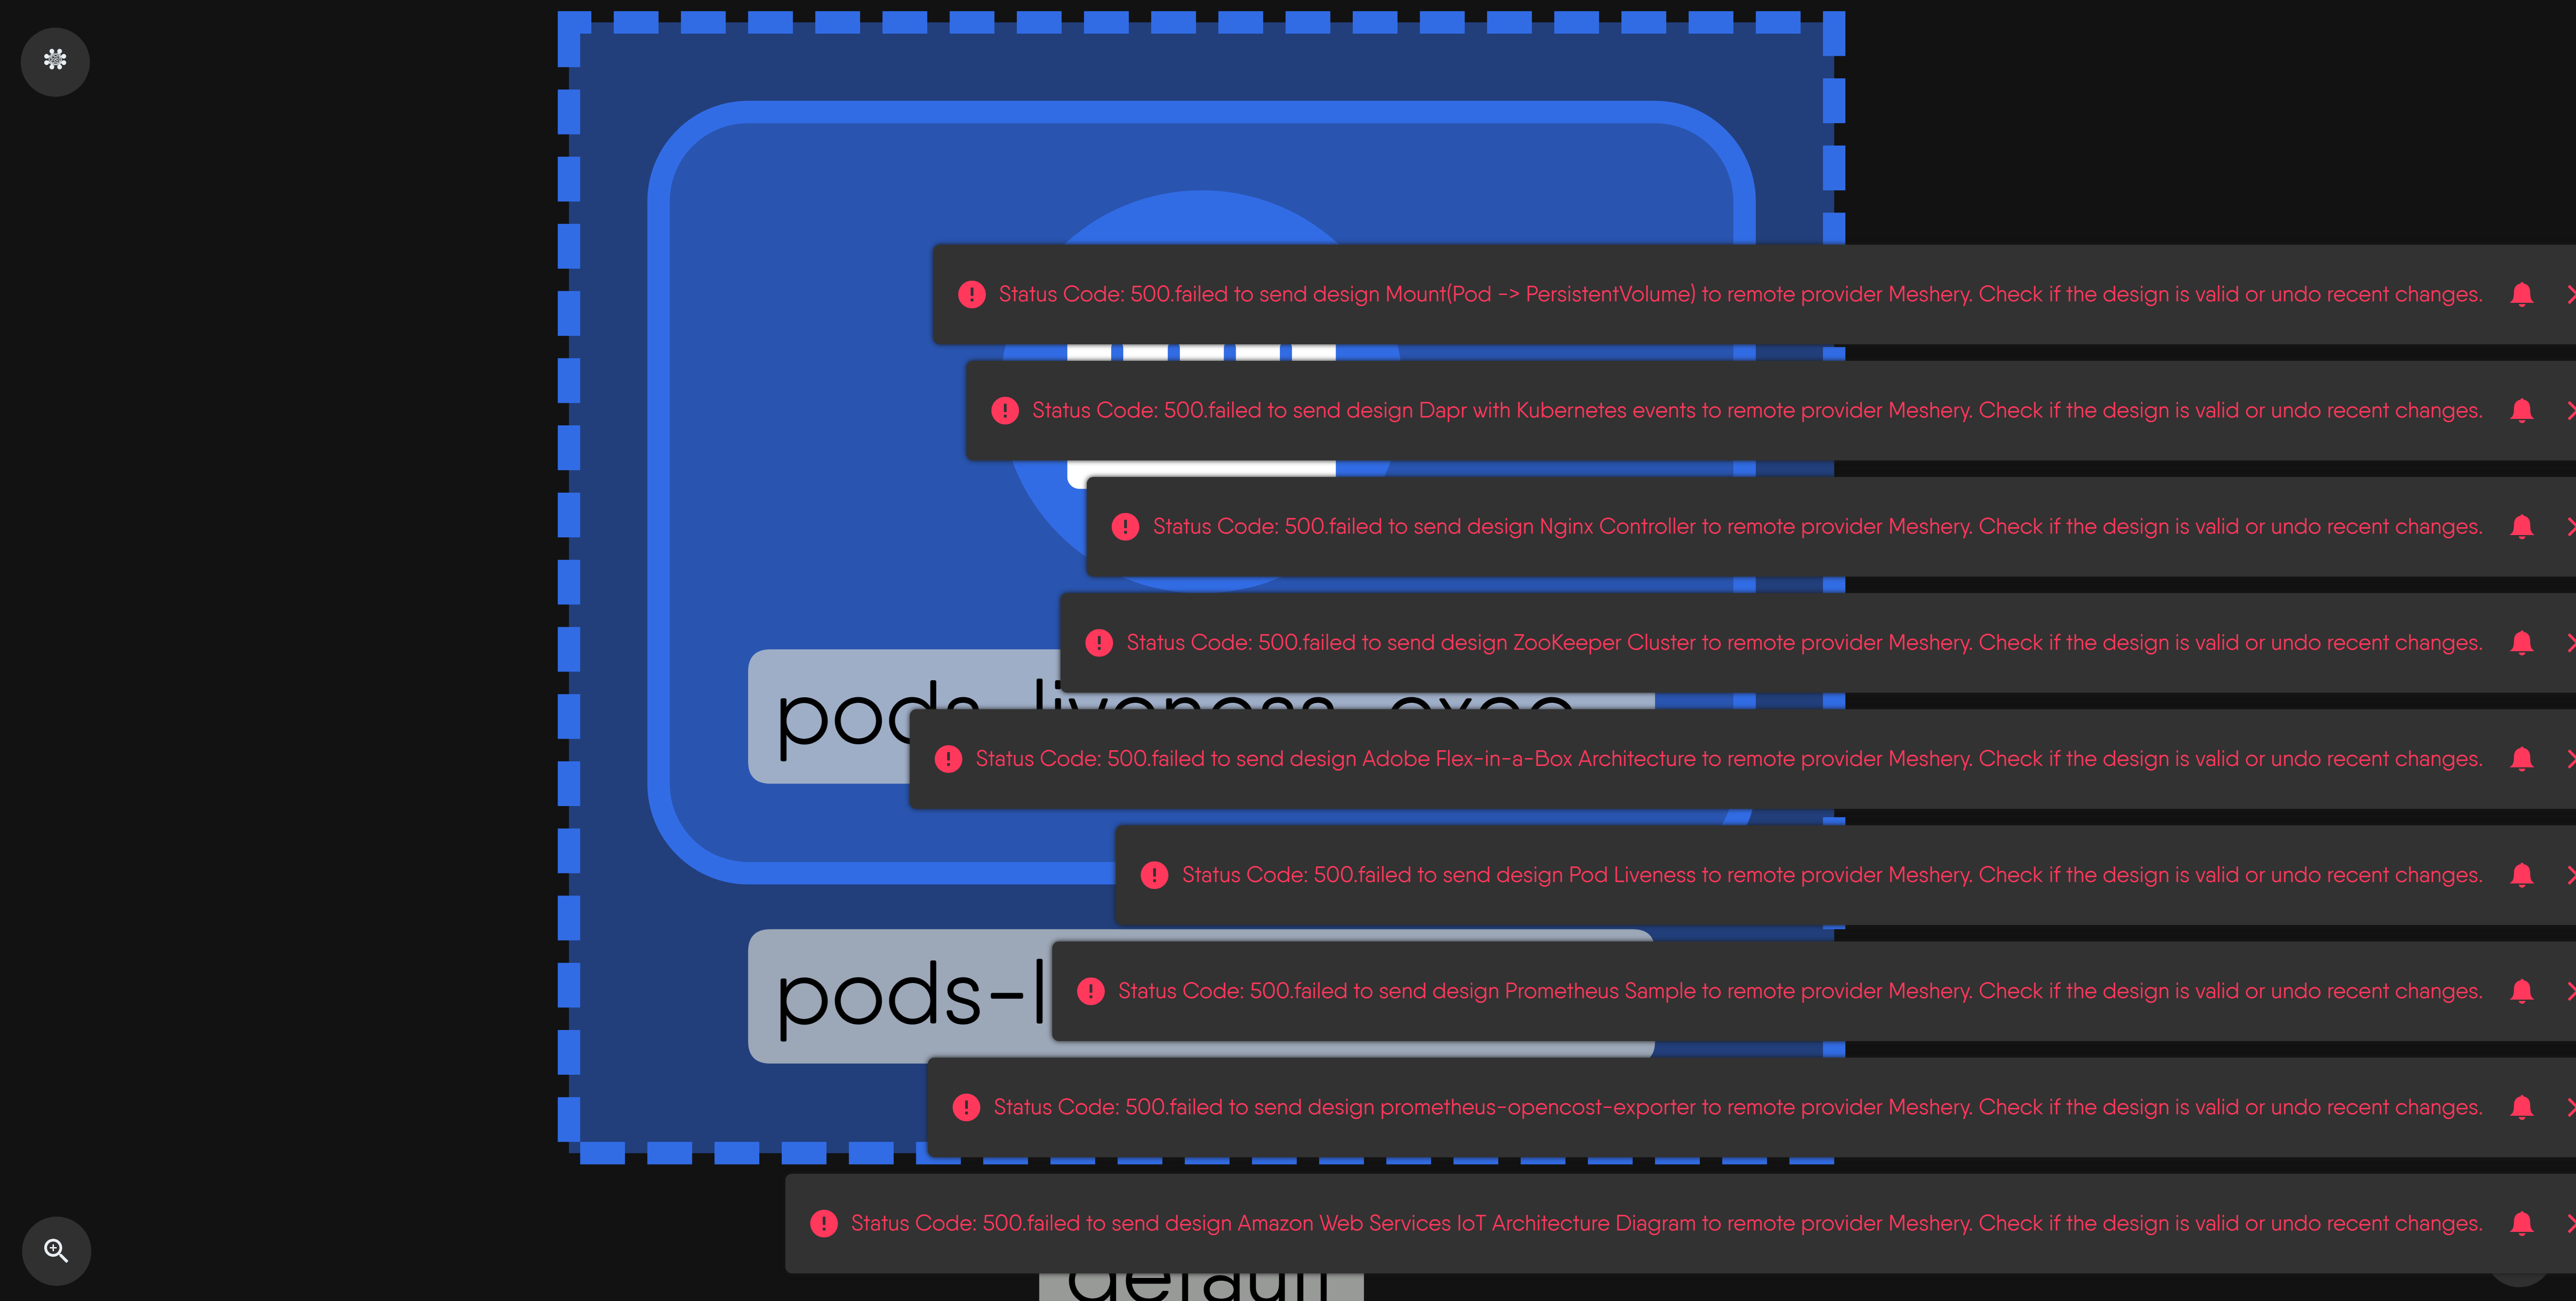 Status Code: 500.failed to send design Mount(Pod -> PersistentVolume) to remote provider Meshery. Check if the design is valid or undo recent changes.
Status Code: 500.failed to send design Dapr with Kubernetes events to remote provider Meshery. Check if the design is valid or undo recent changes.
Status Code: 500.failed to send design Nginx Controller to remote provider Meshery. Check if the design is valid or undo recent changes.
Status Code: 500.failed to send design ZooKeeper Cluster to remote provider Meshery. Check if the design is valid or undo recent changes.
pods-liveness-exec
Status Code: 500.failed to send design Adobe Flex-in-a-Box Architecture to remote provider Meshery. Check if the design is valid or undo recent changes.
Status Code: 500.failed to send design Pod Liveness to remote provider Meshery. Check if the design is valid or undo recent changes.
pods-l
Status Code: 500.failed to send design Prometheus Sample to remote provider Meshery. Check if the design is valid or undo recent changes.
Status Code: 500.failed to send design prometheus-opencost-exporter to remote provider Meshery. Check if the design is valid or undo recent changes.
Status Code: 500.failed to send design Amazon Web Services IoT Architecture Diagram to remote provider Meshery. Check if the design is valid or undo recent changes.
default